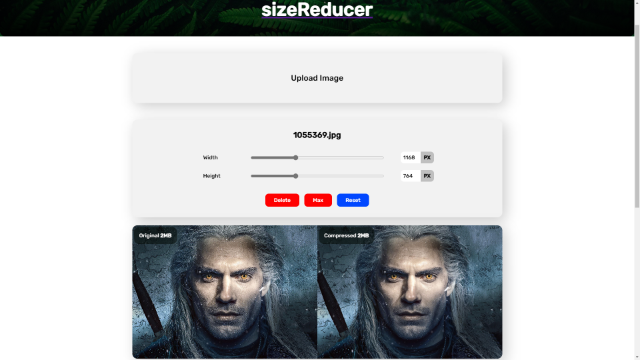 sizeReducer
Upload Image
1055369.jpg
Width
1168 PX
Height
764 PX
Delete Max Reset
Original 2MB
Compressed 2MB